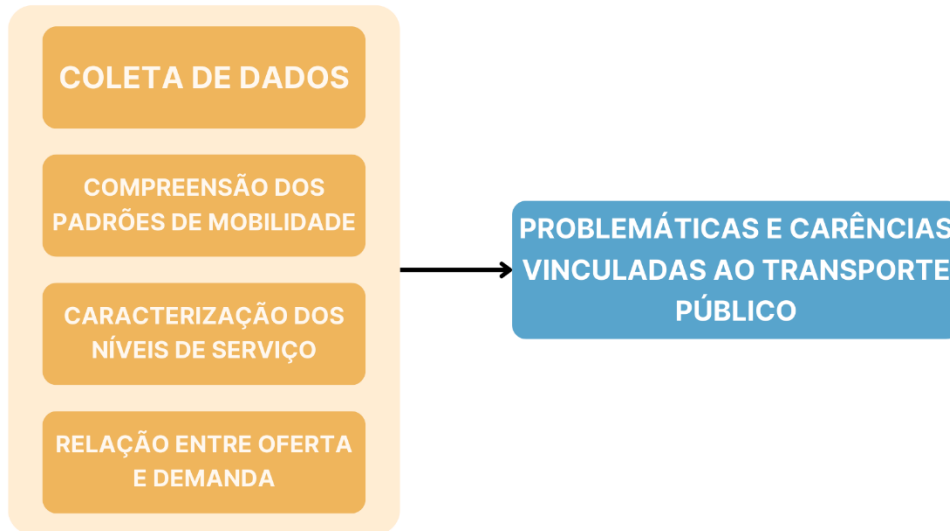 COLETA DE DADOS
COMPREENSÃO DOS
PADRÕES DE MOBILIDADE
CARACTERIZAÇÃO DOS
NÍVEIS DE SERVIÇO
RELAÇÃO ENTRE OFERTA
E DEMANDA
PROBLEMÁTICAS E CARÊNCIAS
VINCULADAS AO TRANSPORTE
PÚBLICO